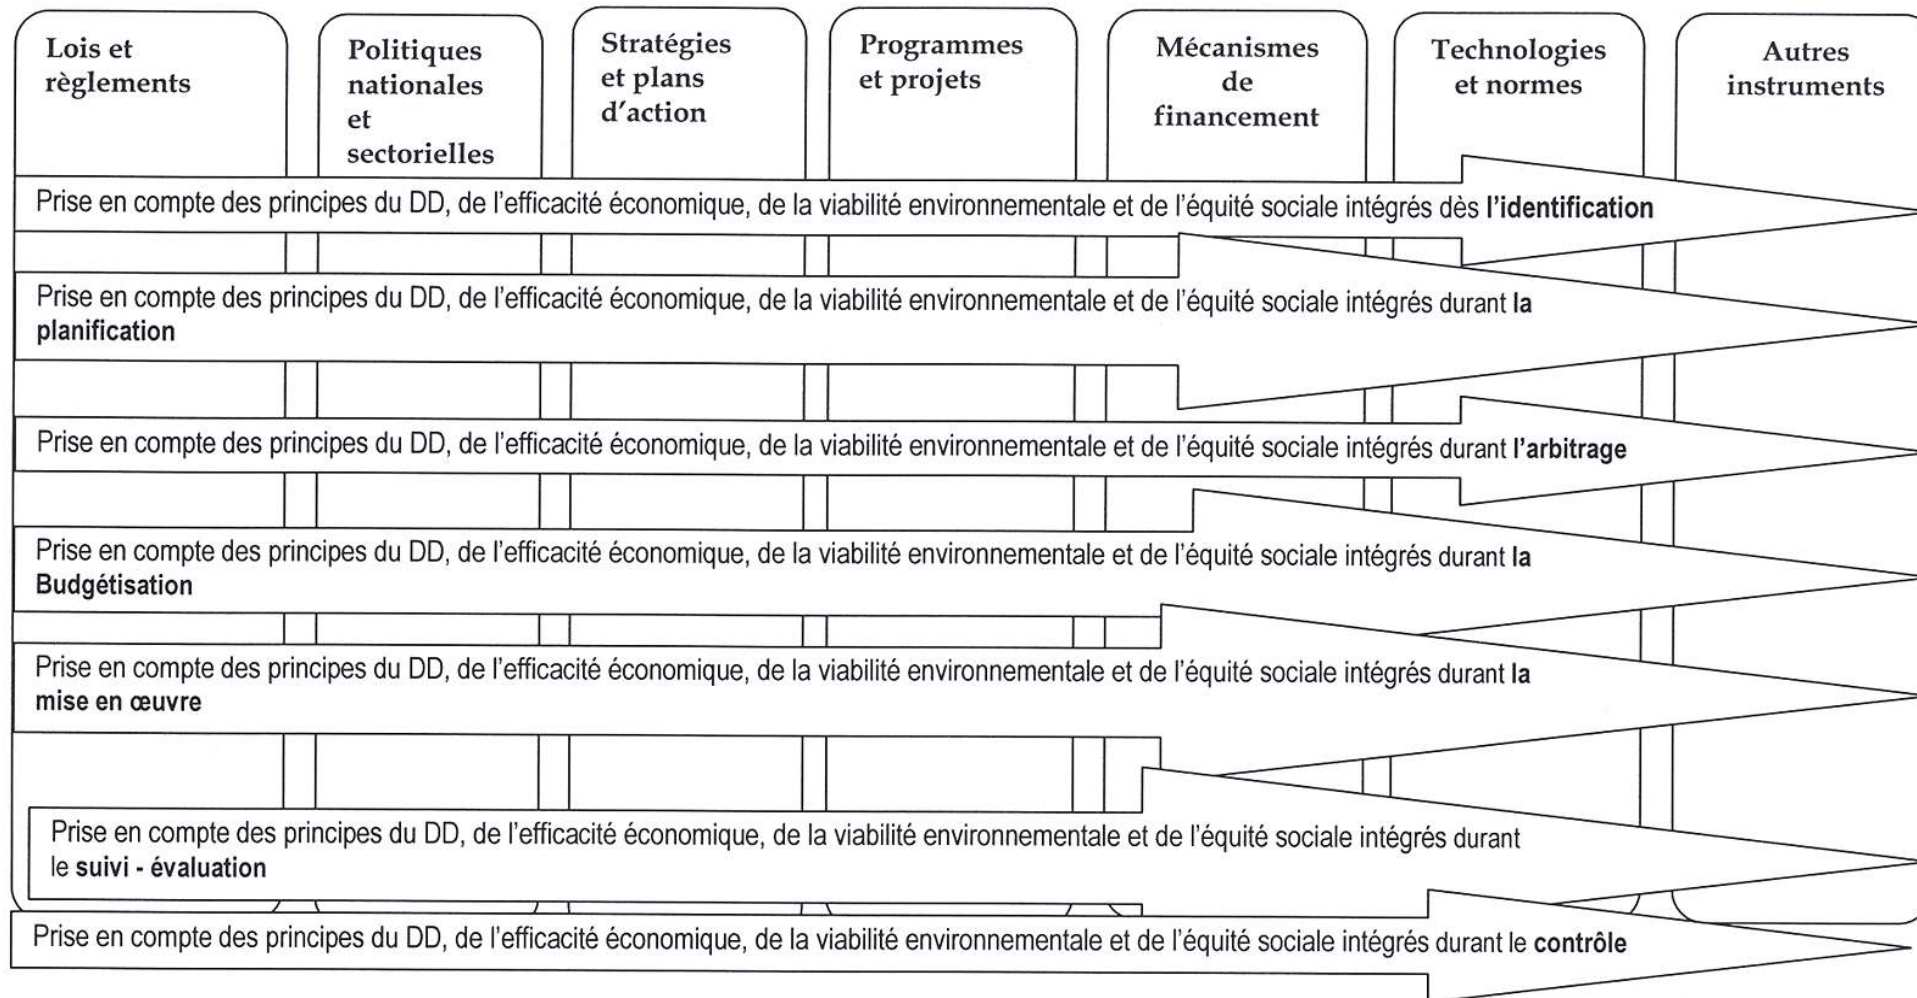 Lois et
règlements
Politiques
nationales
et
sectorielles
Stratégies
et plans
d'action
Programmes
et projets
Mécanismes
de
financement
Technologies
et normes
Autres
instruments
Prise en compte des principes du DD, de l'efficacité économique, de la viabilité environnementale et de l'équité sociale intégrés dès l'identification
Prise en compte des principes du DD, de l'efficacité économique, de la viabilité environnementale et de l'équité sociale intégrés durant la
planification
Prise en compte des principes du DD, de l'efficacité économique, de la viabilité environnementale et de l'équité sociale intégrés durant l'arbitrage
Prise en compte des principes du DD, de l'efficacité économique, de la viabilité environnementale et de l'équité sociale intégrés durant la
Budgétisation
Prise en compte des principes du DD, de l'efficacité économique, de la viabilité environnementale et de l'équité sociale intégrés durant la
mise en œuvre
Prise en compte des principes du DD, de l'efficacité économique, de la viabilité environnementale et de l'équité sociale intégrés durant
le suivi - évaluation
Prise en compte des principes du DD, de l'efficacité économique, de la viabilité environnementale et de l'équité sociale intégrés durant le contrôle